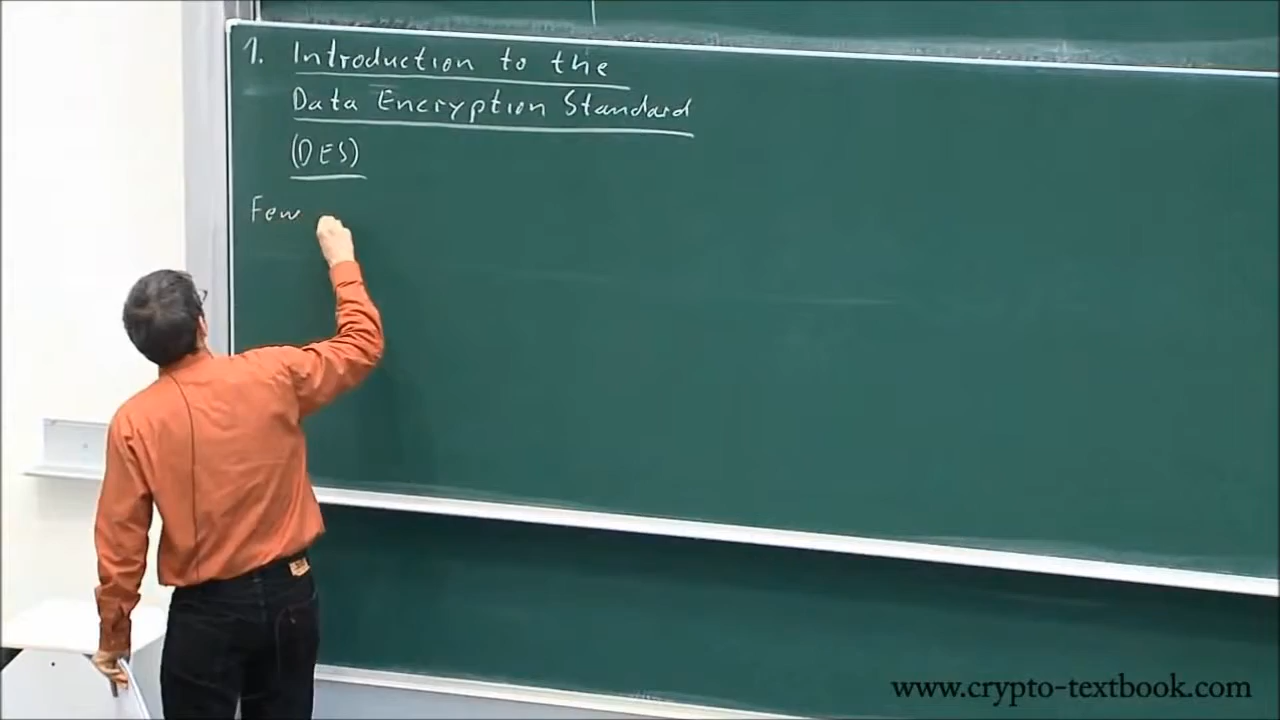 1. Introduction to the
Data Encryption Standard
(DES)
Few
www.crypto-textbook.com